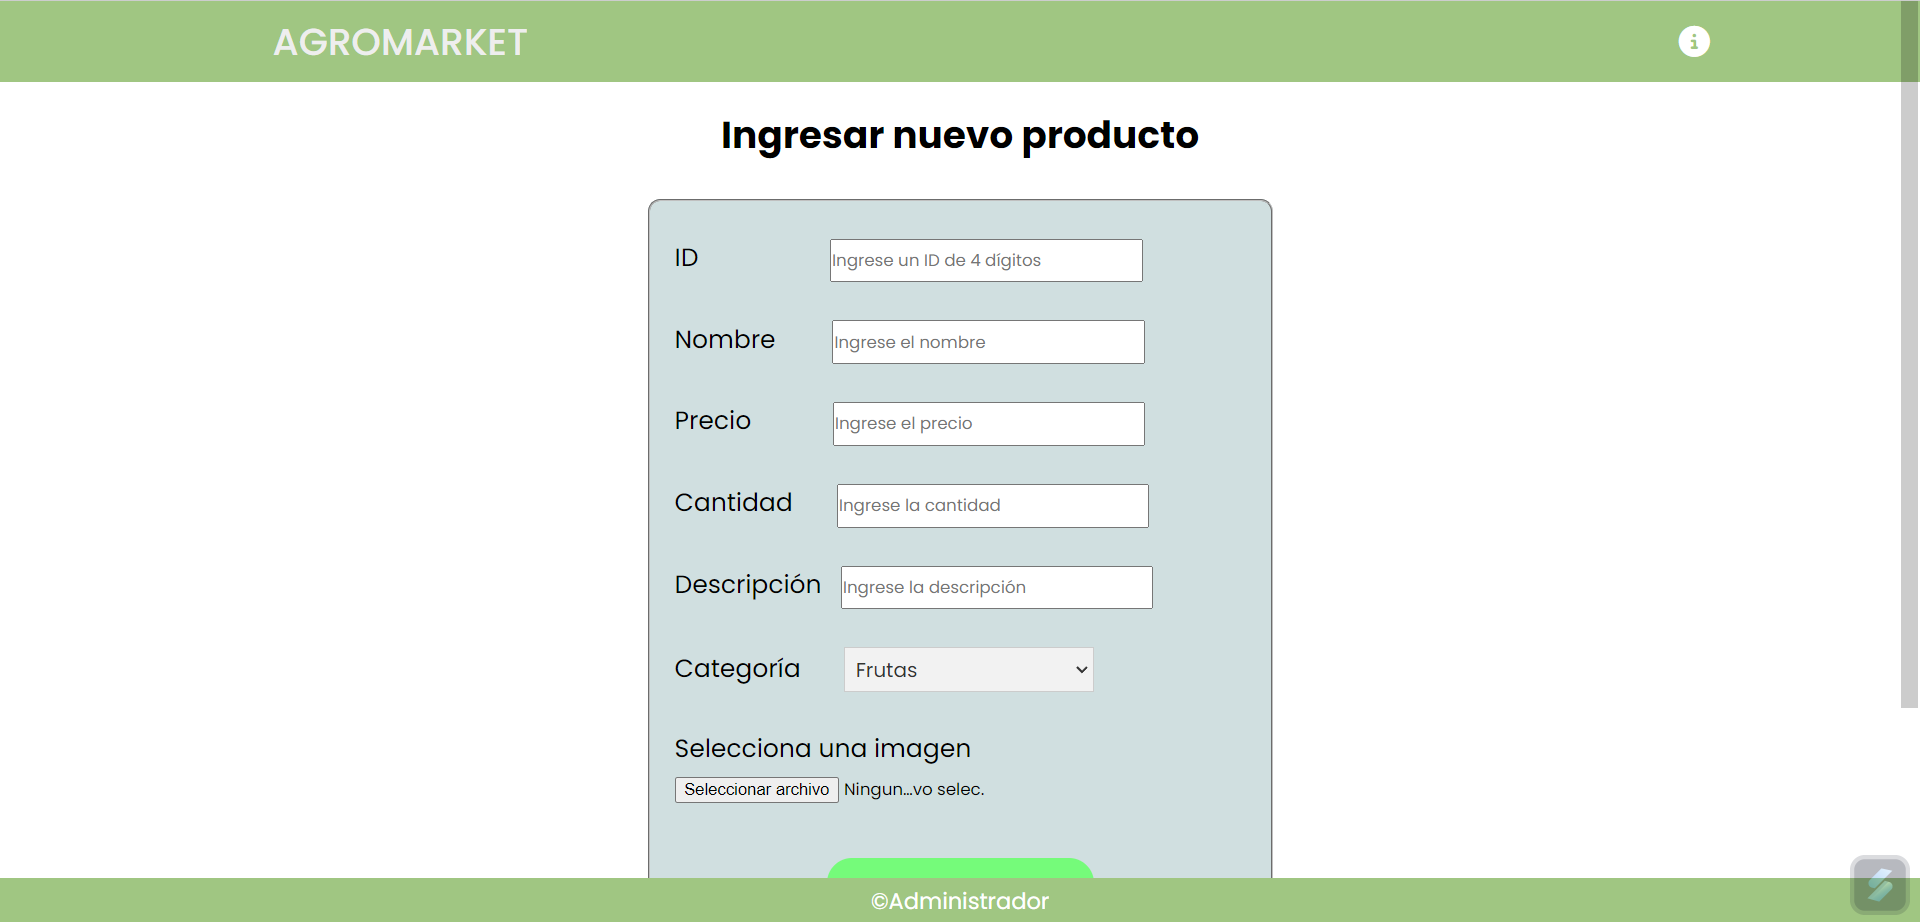 AGROMARKET
Ingresar nuevo producto
ID
Ingrese un ID de 4 dígitos
Nombre
Ingrese el nombre
Precio
Ingrese el precio
Cantidad
Ingrese la cantidad
Descripción
Ingrese la descripción
Categoría
Frutas
Selecciona una imagen
Seleccionar archivo Ningun...vo selec.
©Administrador